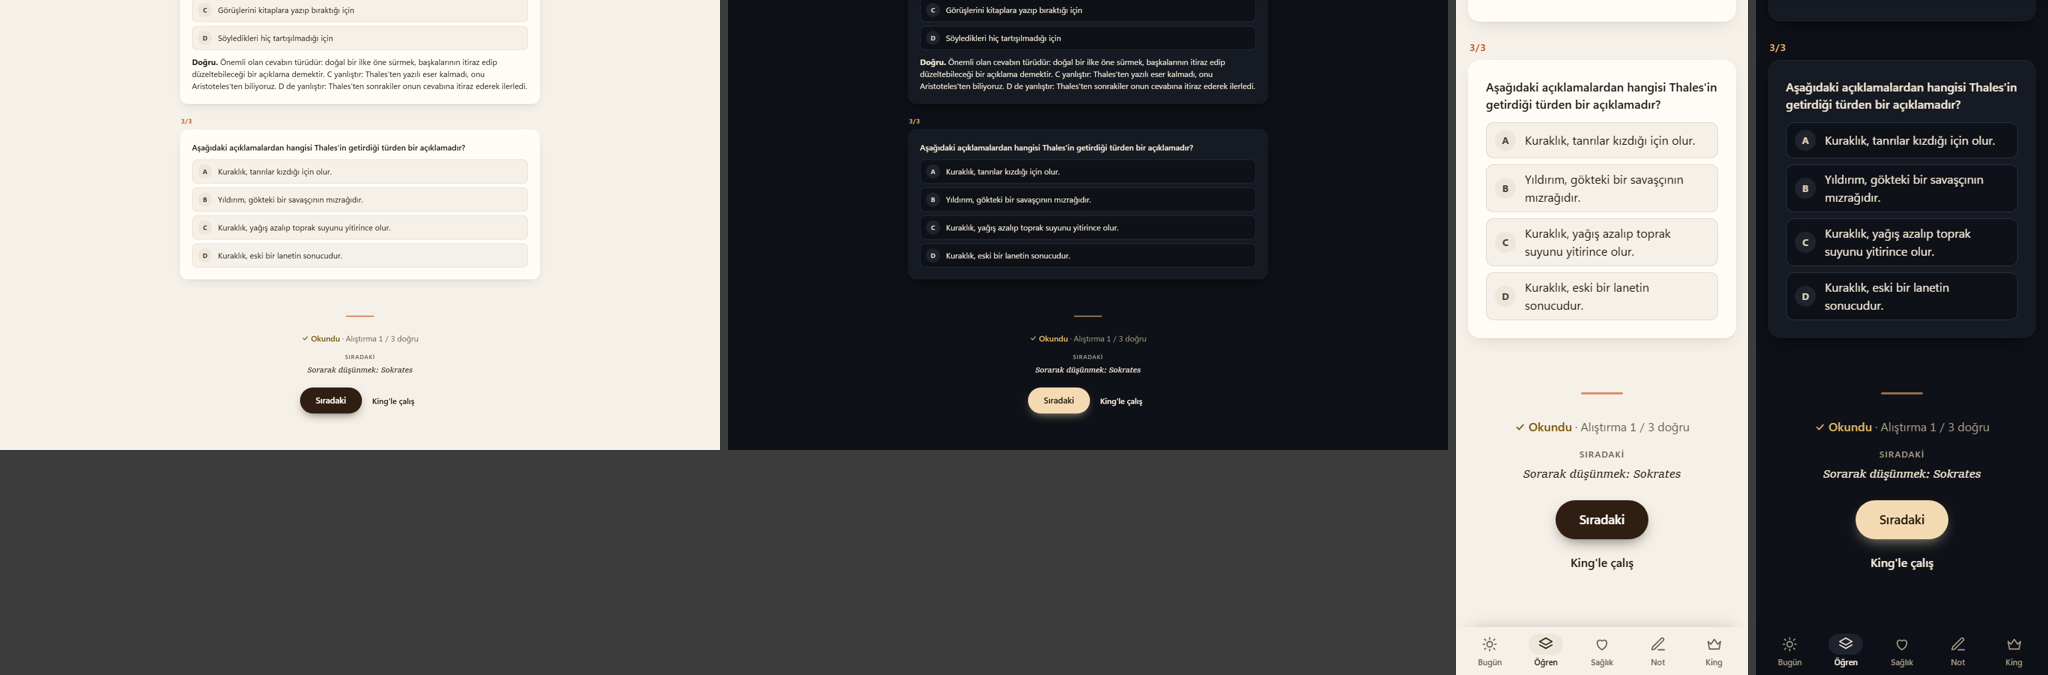 C Görüşlerini kitaplara yazıp bıraktığı için
D Söyledikleri hiç tartışılmadığı için
Doğru. Önemli olan cevabın türüdür: doğal bir ilke öne sürmek, başkalarının itiraz edip
düzeltebileceği bir açıklama demektir. C yanlıştır: Thales'ten yazılı eser kalmadı, onu
Aristoteles'ten biliyoruz. D de yanlıştır: Thales'ten sonrakiler onun cevabına itiraz ederek ilerledi.
3/3
Aşağıdaki açıklamalardan hangisi Thales'in getirdiği türden bir açıklamadır?
A Kuraklık, tanrılar kızdığı için olur.
B Yıldırım, gökteki bir savaşçının mızrağıdır.
C Kuraklık, yağış azalıp toprak suyunu yitirince olur.
D Kuraklık, eski bir lanetin sonucudur.
✓ Okundu · Alıştırma 1 / 3 doğru
SIRADAKİ
Sorarak düşünmek: Sokrates
Sıradaki King'le çalış
C Görüşlerini kitaplara yazıp bıraktığı için
D Söyledikleri hiç tartışılmadığı için
Doğru. Önemli olan cevabın türüdür: doğal bir ilke öne sürmek, başkalarının itiraz edip
düzeltebileceği bir açıklama demektir. C yanlıştır: Thales'ten yazılı eser kalmadı, onu
Aristoteles'ten biliyoruz. D de yanlıştır: Thales'ten sonrakiler onun cevabına itiraz ederek ilerledi.
3/3
Aşağıdaki açıklamalardan hangisi Thales'in getirdiği türden bir açıklamadır?
A Kuraklık, tanrılar kızdığı için olur.
B Yıldırım, gökteki bir savaşçının mızrağıdır.
C Kuraklık, yağış azalıp toprak suyunu yitirince olur.
D Kuraklık, eski bir lanetin sonucudur.
✓ Okundu · Alıştırma 1 / 3 doğru
SIRADAKİ
Sorarak düşünmek: Sokrates
Sıradaki King'le çalış
3/3
Aşağıdaki açıklamalardan hangisi Thales'in
getirdiği türden bir açıklamadır?
A Kuraklık, tanrılar kızdığı için olur.
B Yıldırım, gökteki bir savaşçının
mızrağıdır.
C Kuraklık, yağış azalıp toprak
suyunu yitirince olur.
D Kuraklık, eski bir lanetin
sonucudur.
✓ Okundu · Alıştırma 1 / 3 doğru
SIRADAKİ
Sorarak düşünmek: Sokrates
Sıradaki
King'le çalış
Bugün Öğren Sağlık Not King
3/3
Aşağıdaki açıklamalardan hangisi Thales'in
getirdiği türden bir açıklamadır?
A Kuraklık, tanrılar kızdığı için olur.
B Yıldırım, gökteki bir savaşçının
mızrağıdır.
C Kuraklık, yağış azalıp toprak
suyunu yitirince olur.
D Kuraklık, eski bir lanetin
sonucudur.
✓ Okundu · Alıştırma 1 / 3 doğru
SIRADAKİ
Sorarak düşünmek: Sokrates
Sıradaki
King'le çalış
Bugün Öğren Sağlık Not King